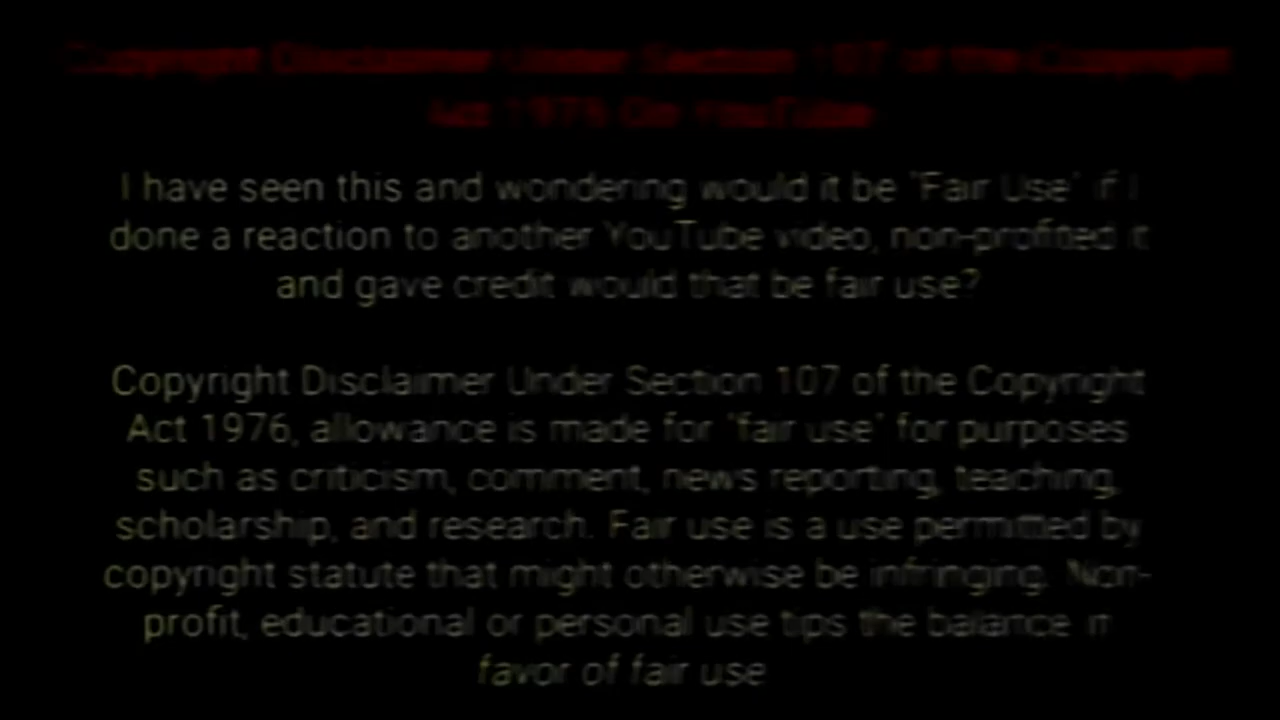 Copyright Disclaimer Under Section 107 of the Copyright
Act 1976 On YouTube
I have seen this and wondering would it be "Fair Use" if I
done a reaction to another YouTube video, non-profited it
and gave credit would that be fair use?
Copyright Disclaimer Under Section 107 of the Copyright
Act 1976, allowance is made for "fair use" for purposes
such as criticism, comment, news reporting, teaching,
scholarship, and research. Fair use is a use permitted by
copyright statute that might otherwise be infringing. Non-
profit, educational or personal use tips the balance in
favor of fair use